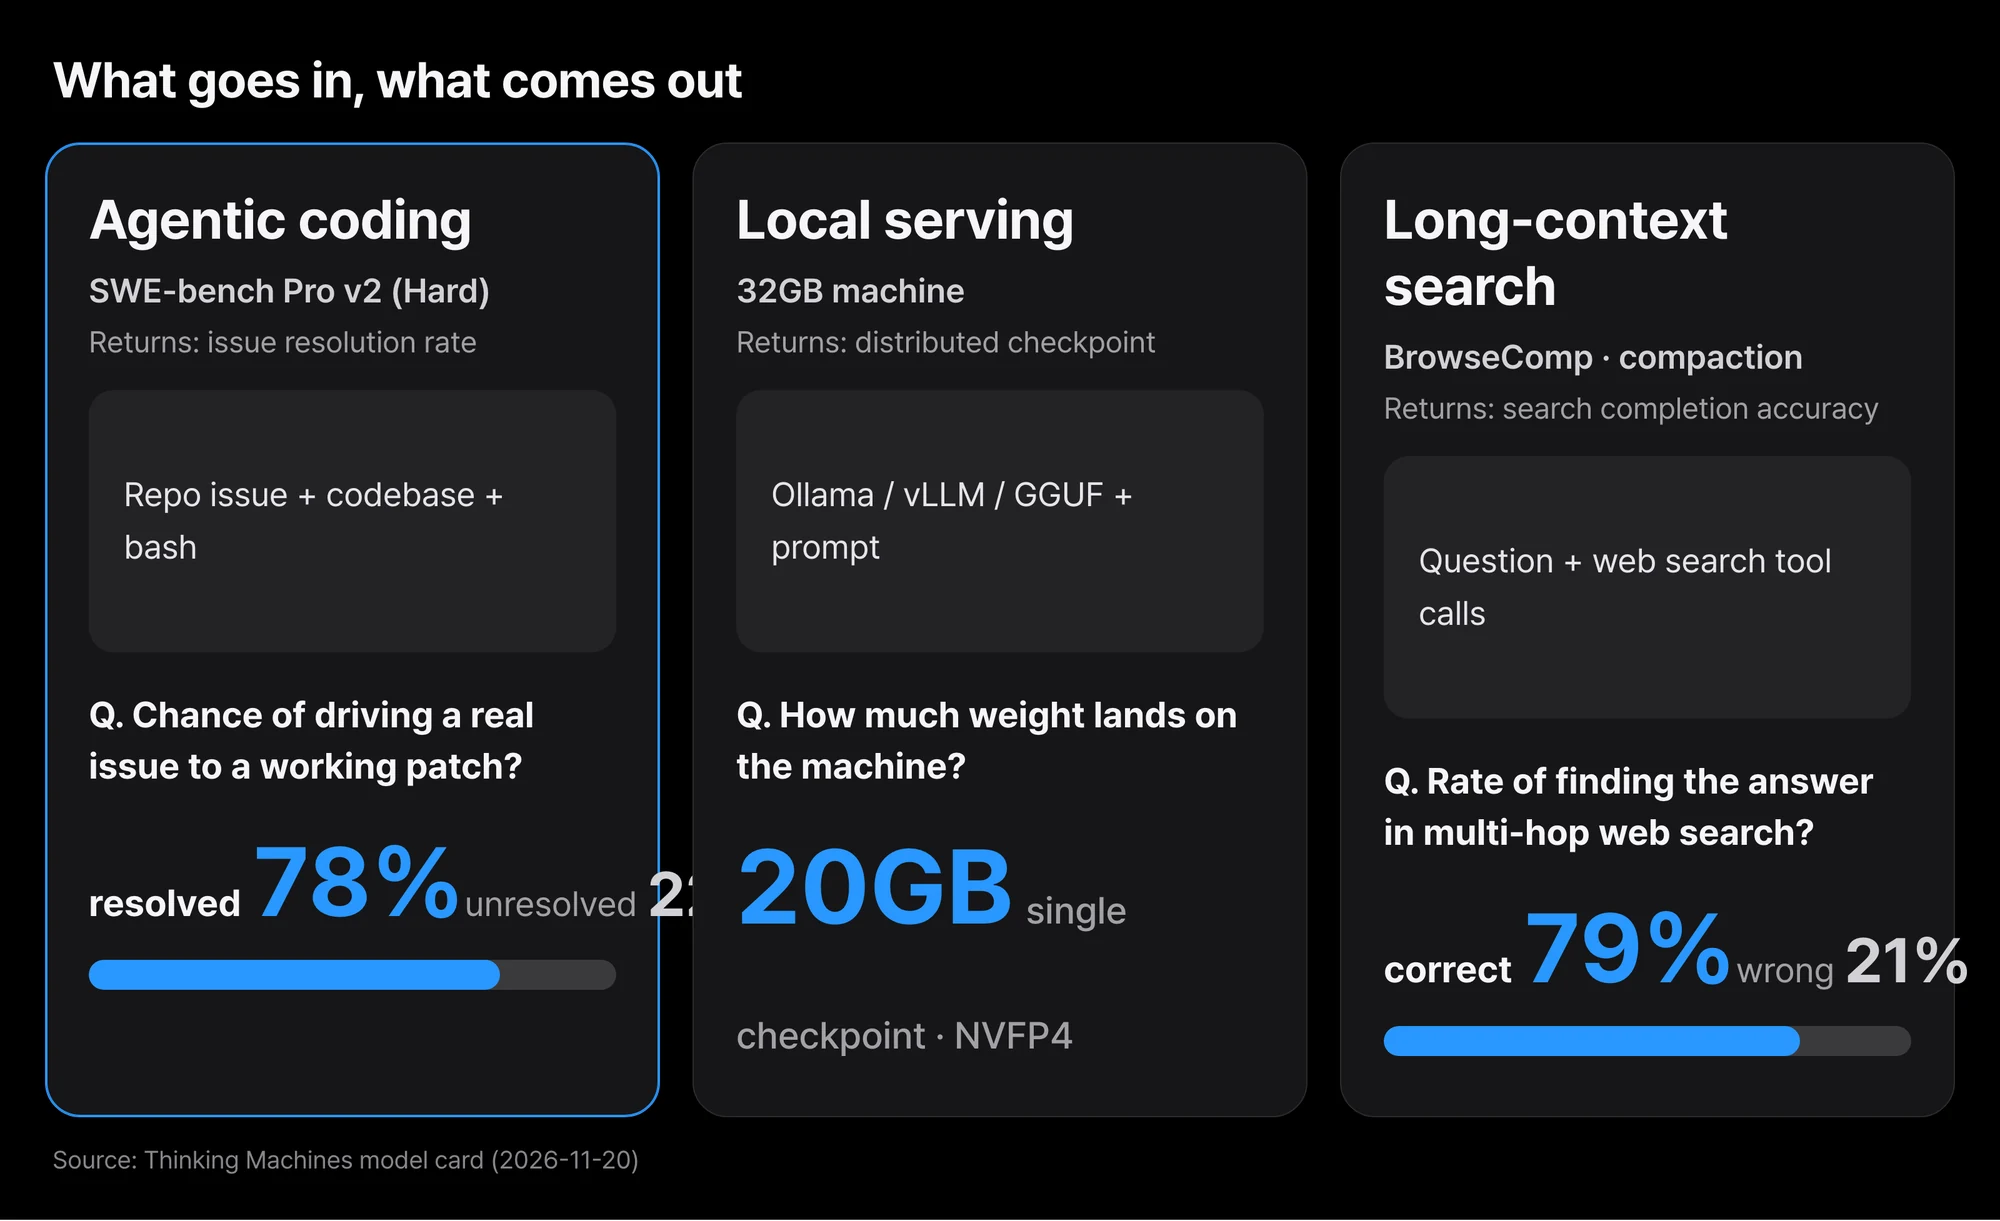 What goes in, what comes out
Agentic coding
SWE-bench Pro v2 (Hard)
Returns: issue resolution rate
Repo issue + codebase +
bash
Q. Chance of driving a real
issue to a working patch?
resolved 78% unresolved
Local serving
32GB machine
Returns: distributed checkpoint
Ollama / vLLM / GGUF +
prompt
Q. How much weight lands on
the machine?
20GB single
checkpoint · NVFP4
Long-context
search
BrowseComp · compaction
Returns: search completion accuracy
Question + web search tool
calls
Q. Rate of finding the answer
in multi-hop web search?
correct 79% wrong 21%
Source: Thinking Machines model card (2026-11-20)